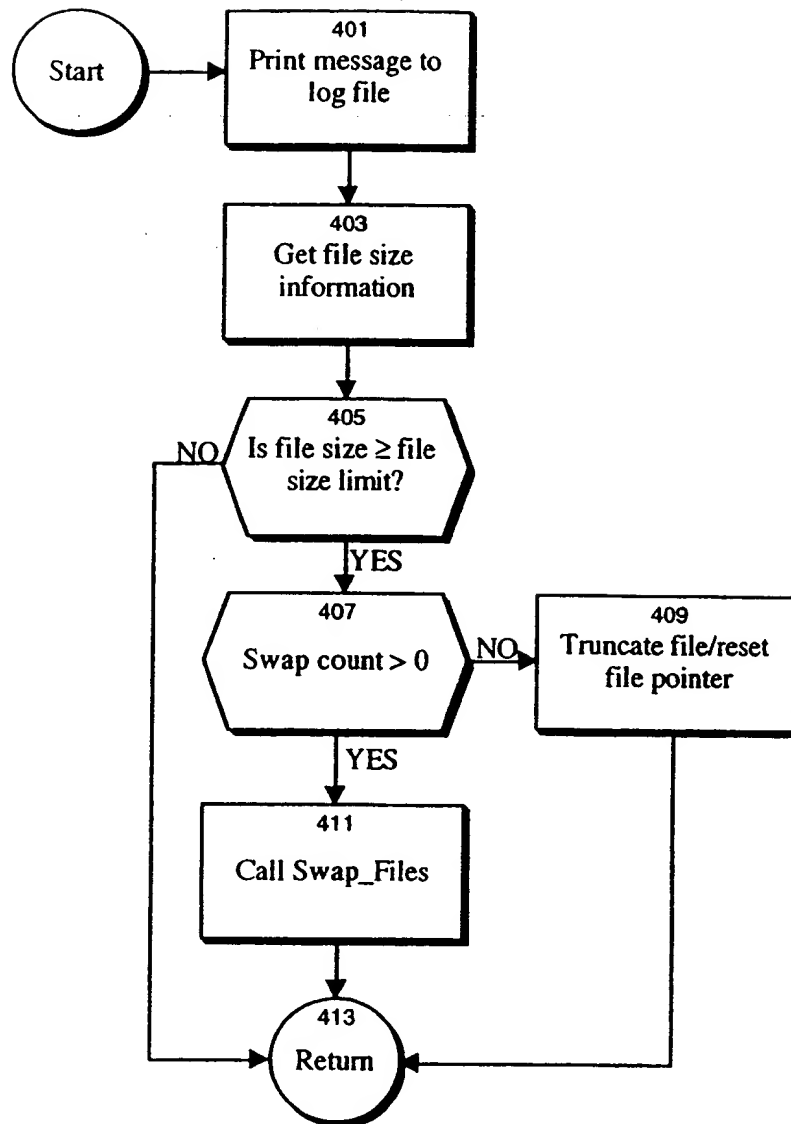 Start
401
Print message to
log file
403
Get file size
information
405
NO
Is file size ≥ file
size limit?
YES
407
Swap count > 0
NO
409
Truncate file/reset
file pointer
YES
411
Call Swap_Files
413
Return